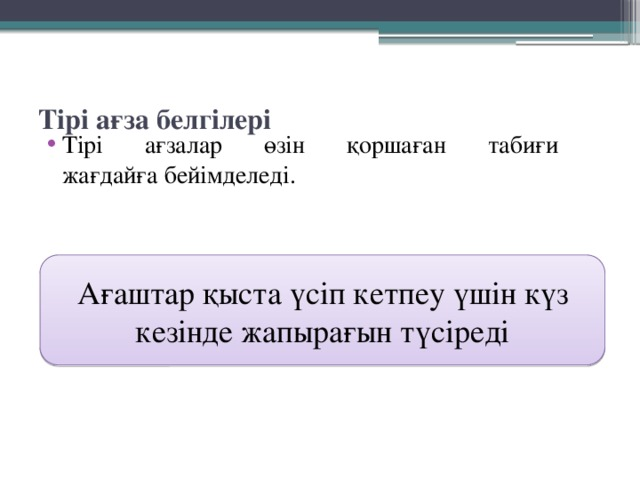 Тірі ағза белгілері
• Тірі ағзалар өзін қоршаған табиғи
жағдайға бейімделеді.
Ағаштар қыста үсіп кетпеу үшін күз
кезінде жапырағын түсіреді